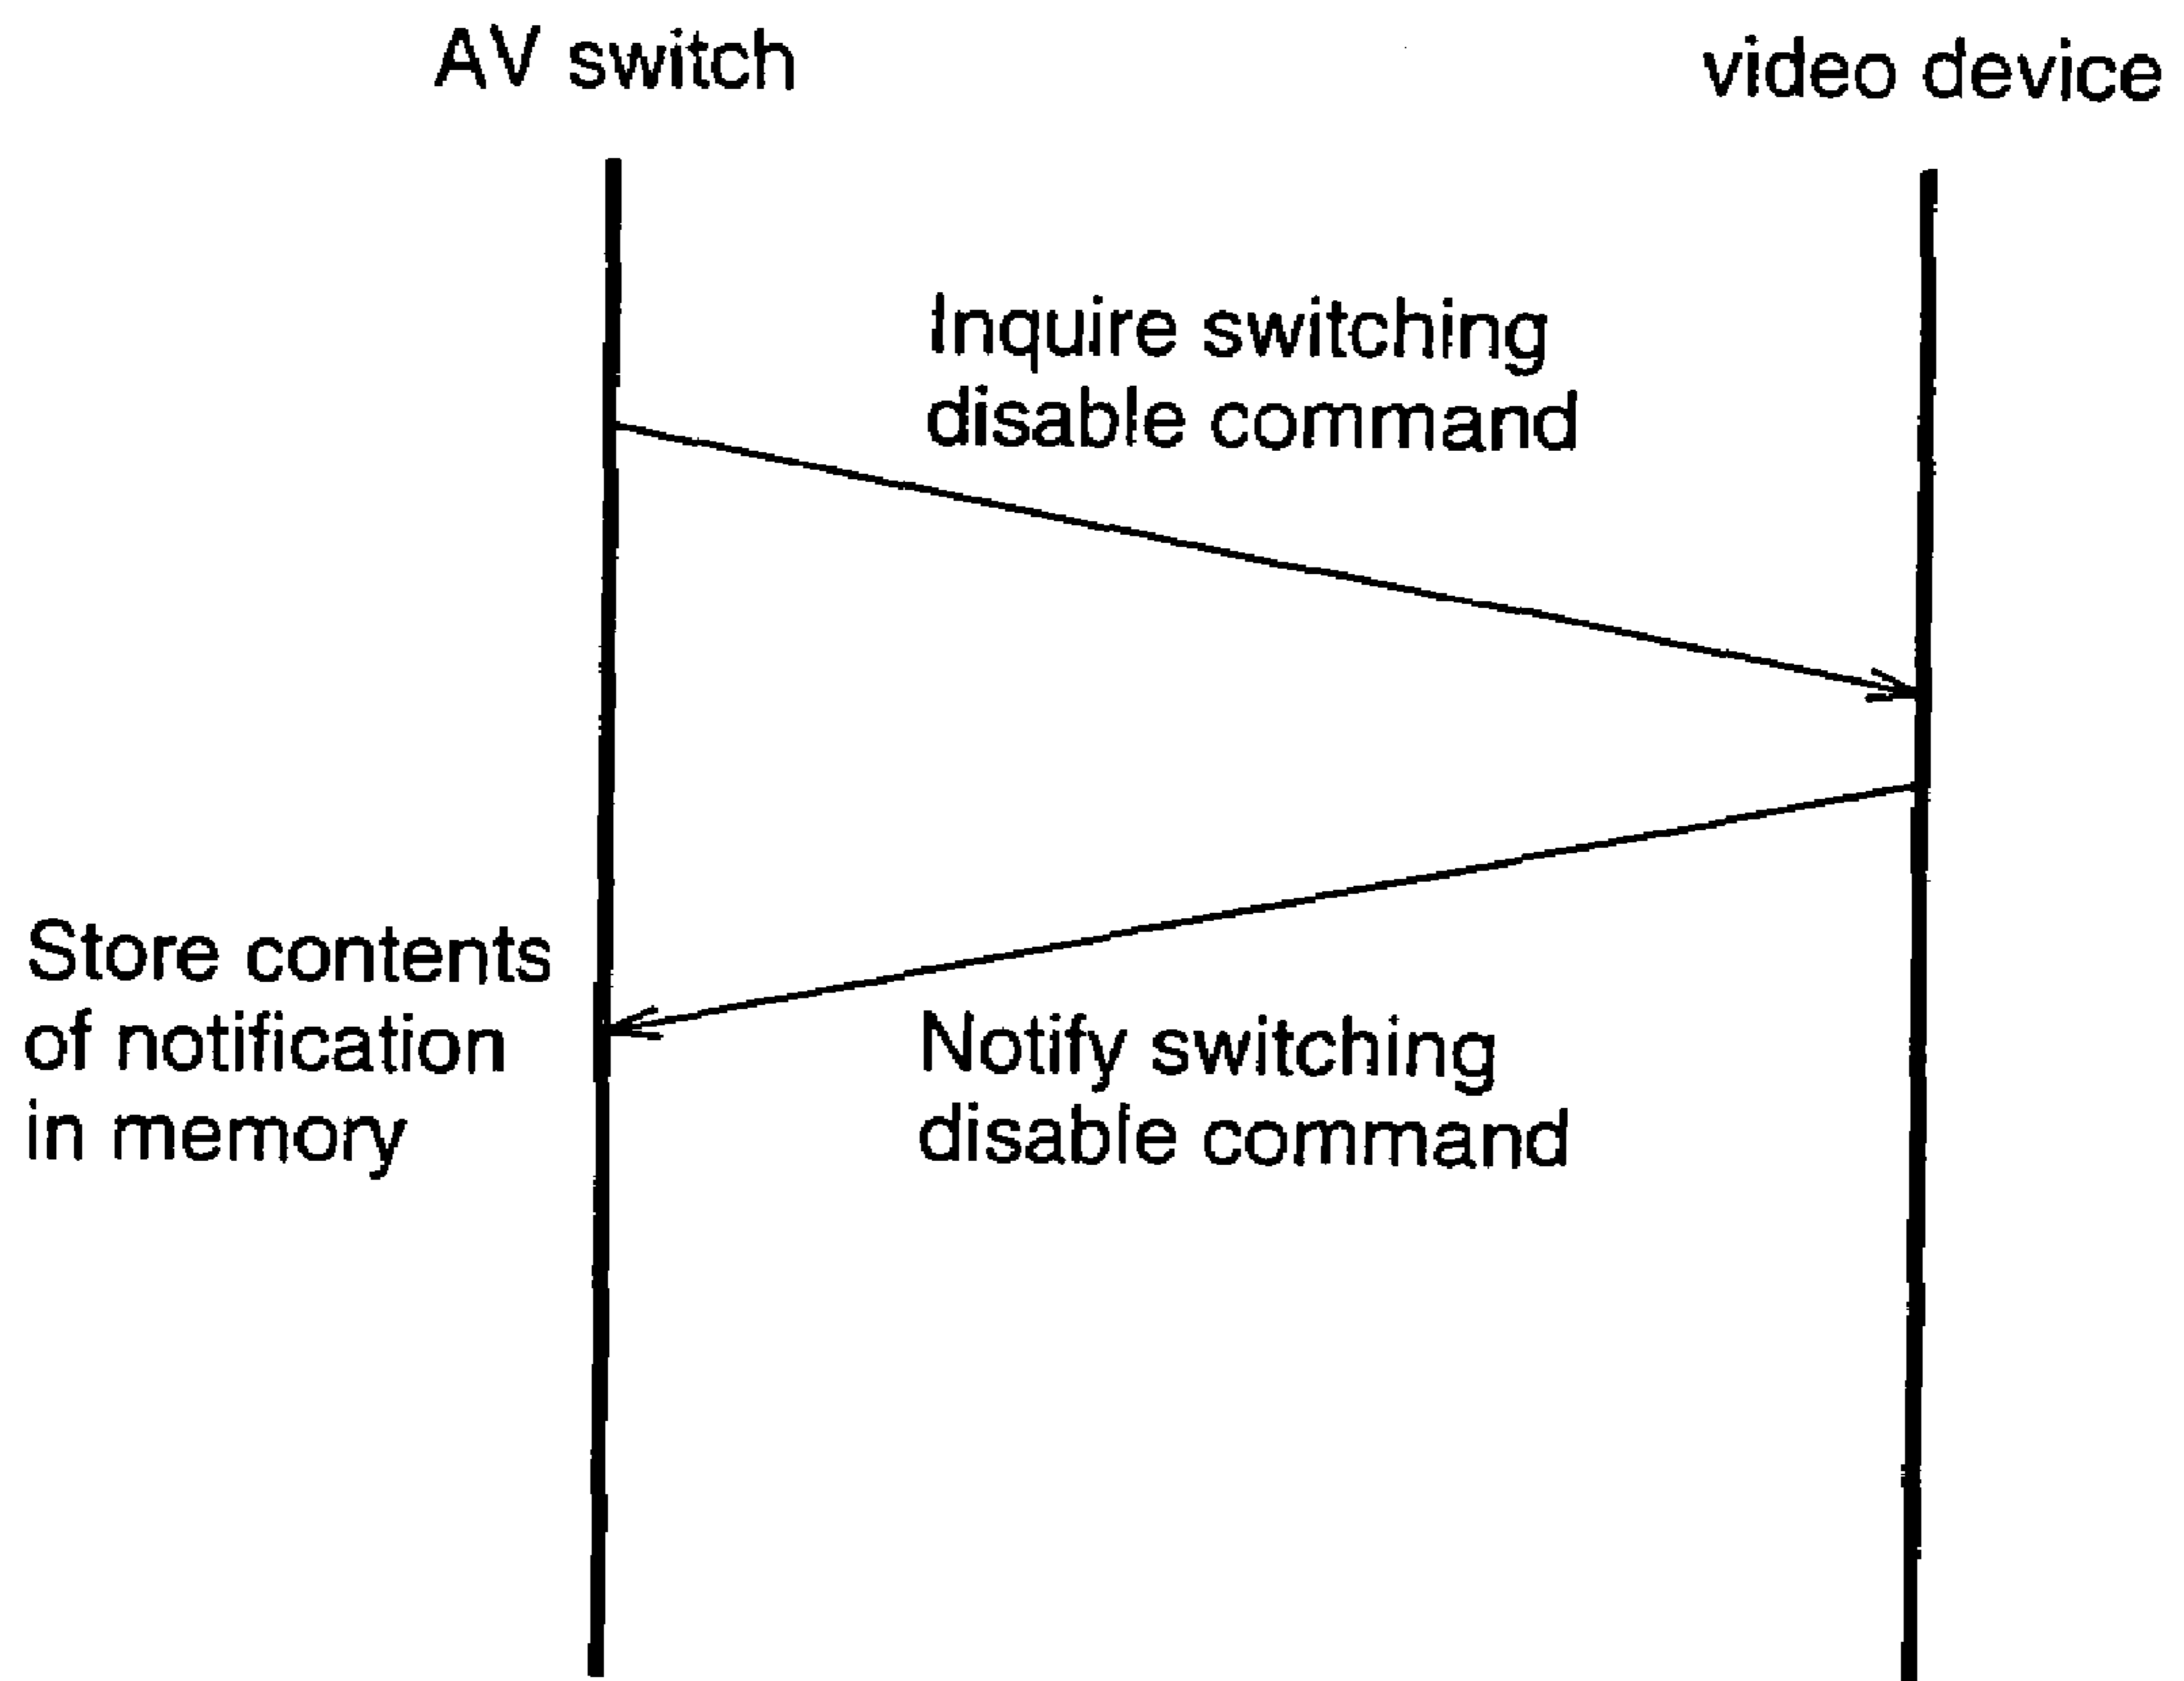 AV switch
video device
Inquire switching
disable command
Store contents
of notification
in memory
Notify switching
disable command